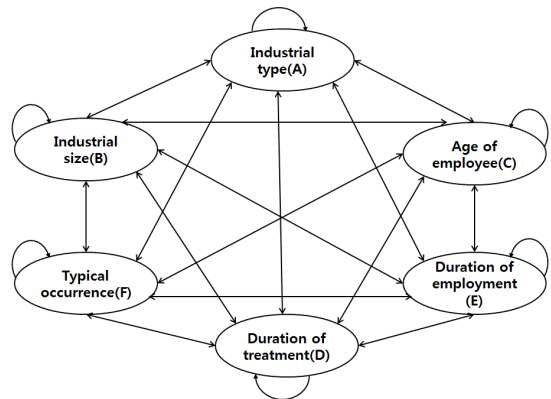 Industrial
type(A)
Industrial
size(B)
Age of
employee(C)
Typical
occurrence(F)
Duration of
employment
(E)
Duration of
treatment(D)